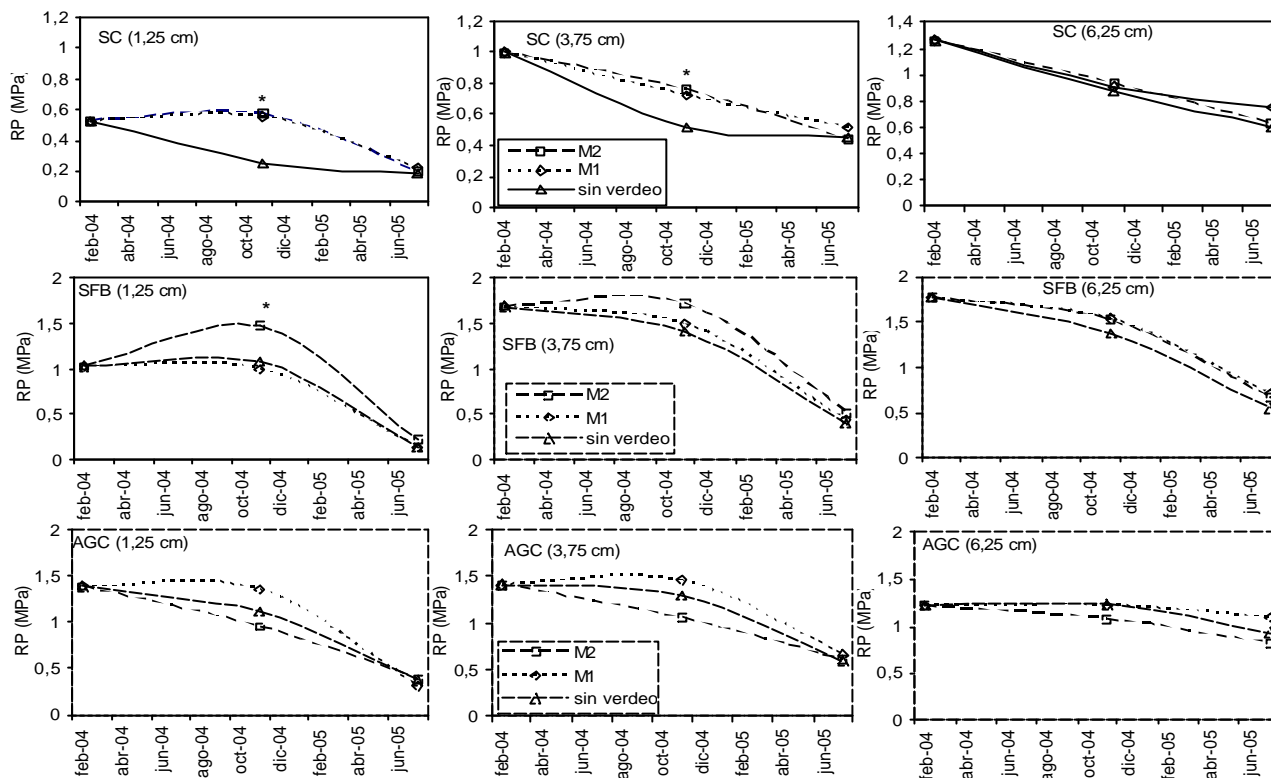 SC (1,25 cm)
RP (MPa)
1,2
1
0,8
0,6
0,4
0,2
0
*
feb-04
abr-04
jun-04
ago-04
oct-04
dic-04
feb-05
abr-05
jun-05
SC (3,75 cm)
RP (MPa)
1,2
1
0,8
0,6
0,4
0,2
0
*
M2
M1
sin verdeo
feb-04
abr-04
jun-04
ago-04
oct-04
dic-04
feb-05
abr-05
jun-05
SC (6,25 cm)
RP (MPa)
1,4
1,2
1
0,8
0,6
0,4
0,2
0
feb-04
abr-04
jun-04
ago-04
oct-04
dic-04
feb-05
abr-05
jun-05
SFB (1,25 cm)
RP (MPa)
2
1,5
1
0,5
0
*
feb-04
abr-04
jun-04
ago-04
oct-04
dic-04
feb-05
abr-05
jun-05
SFB (3,75 cm)
RP (MPa)
2
1,5
1
0,5
0
M2
M1
sin verdeo
feb-04
abr-04
jun-04
ago-04
oct-04
dic-04
feb-05
abr-05
jun-05
SFB (6,25 cm)
RP (MPa)
2
1,5
1
0,5
0
feb-04
abr-04
jun-04
ago-04
oct-04
dic-04
feb-05
abr-05
jun-05
AGC (1,25 cm)
RP (MPa)
2
1,5
1
0,5
0
feb-04
abr-04
jun-04
ago-04
oct-04
dic-04
feb-05
abr-05
jun-05
AGC (3,75 cm)
RP (MPa)
2
1,5
1
0,5
0
M2
M1
sin verdeo
feb-04
abr-04
jun-04
ago-04
oct-04
dic-04
feb-05
abr-05
jun-05
AGC (6,25 cm)
RP (MPa)
2
1,5
1
0,5
0
feb-04
abr-04
jun-04
ago-04
oct-04
dic-04
feb-05
abr-05
jun-05